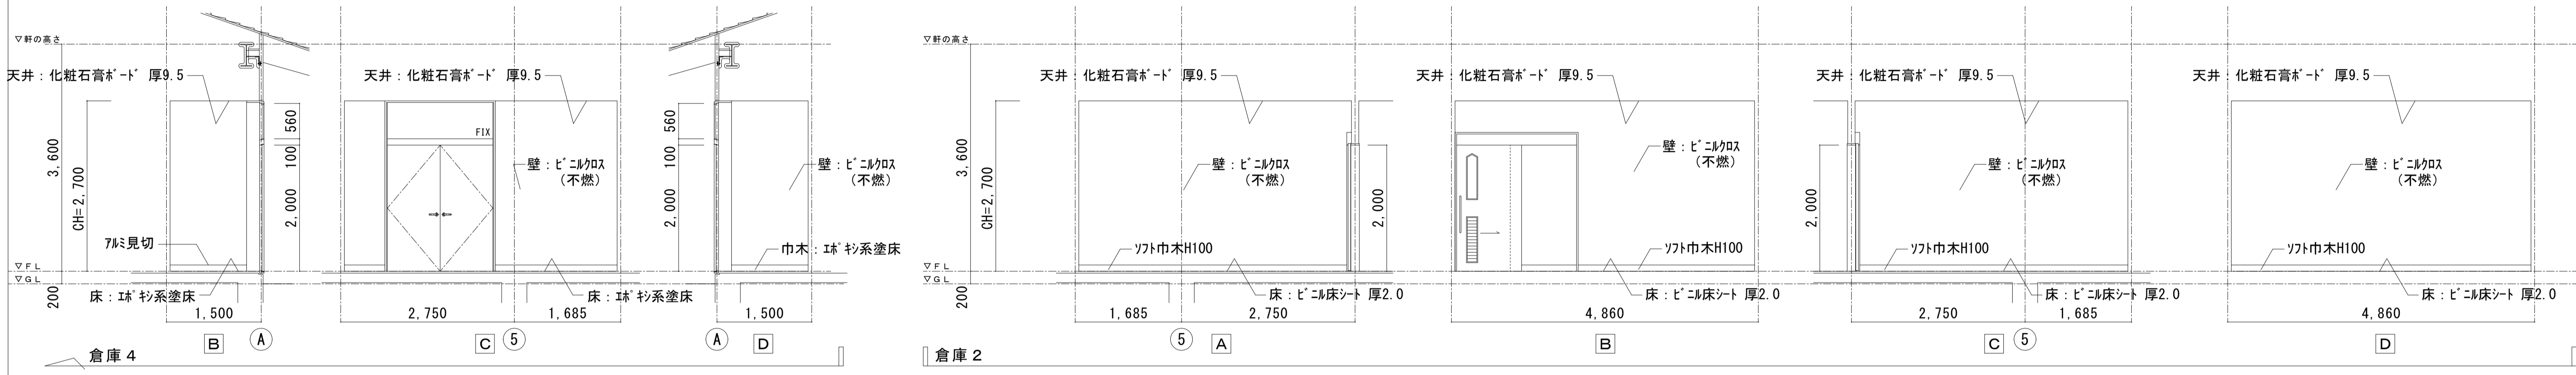 ▽軒の高さ
天井：化粧石膏ﾎﾞｰﾄﾞ 厚9.5
3,600
CH=2,700
560
100
2,000
ｱﾙﾐ見切
▽ＦＬ
▽ＧＬ
200
床：ｴﾎﾟｷｼ系塗床
1,500
B
A
天井：化粧石膏ﾎﾞｰﾄﾞ 厚9.5
FIX
壁：ﾋﾞﾆﾙｸﾛｽ
（不燃）
床：ｴﾎﾟｷｼ系塗床
2,750
1,685
C
5
560
100
2,000
壁：ﾋﾞﾆﾙｸﾛｽ
（不燃）
巾木：ｴﾎﾟｷｼ系塗床
1,500
A
D
倉庫４
▽軒の高さ
天井：化粧石膏ﾎﾞｰﾄﾞ 厚9.5
3,600
CH=2,700
壁：ﾋﾞﾆﾙｸﾛｽ
（不燃）
2,000
ｿﾌﾄ巾木H100
▽ＦＬ
▽ＧＬ
200
床：ﾋﾞﾆﾙ床ｼｰﾄ 厚2.0
1,685
2,750
5
A
天井：化粧石膏ﾎﾞｰﾄﾞ 厚9.5
壁：ﾋﾞﾆﾙｸﾛｽ
（不燃）
ｿﾌﾄ巾木H100
床：ﾋﾞﾆﾙ床ｼｰﾄ 厚2.0
4,860
B
天井：化粧石膏ﾎﾞｰﾄﾞ 厚9.5
壁：ﾋﾞﾆﾙｸﾛｽ
（不燃）
2,000
ｿﾌﾄ巾木H100
床：ﾋﾞﾆﾙ床ｼｰﾄ 厚2.0
2,750
1,685
C
5
天井：化粧石膏ﾎﾞｰﾄﾞ 厚9.5
壁：ﾋﾞﾆﾙｸﾛｽ
（不燃）
ｿﾌﾄ巾木H100
床：ﾋﾞﾆﾙ床ｼｰﾄ 厚2.0
4,860
D
倉庫２